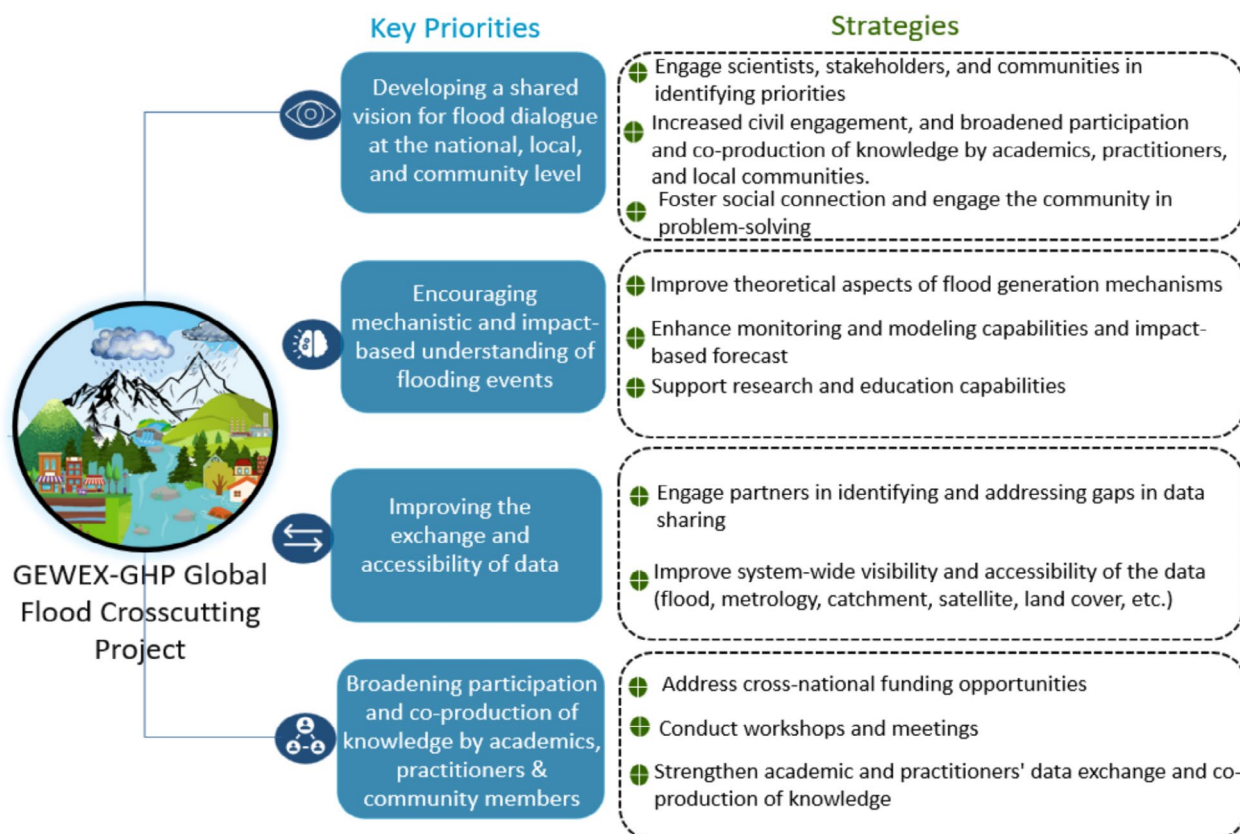 Key Priorities
Strategies
Developing a shared
vision for flood dialogue
at the national, local,
and community level
Engage scientists, stakeholders, and communities in
identifying priorities
Increased civil engagement, and broadened participation
and co-production of knowledge by academics, practitioners,
and local communities.
Foster social connection and engage the community in
problem-solving
Encouraging
mechanistic and impact-
based understanding of
flooding events
Improve theoretical aspects of flood generation mechanisms
Enhance monitoring and modeling capabilities and impact-
based forecast
Support research and education capabilities
GEWEX-GHP Global
Flood Crosscutting
Project
Improving the
exchange and
accessibility of data
Engage partners in identifying and addressing gaps in data
sharing
Improve system-wide visibility and accessibility of the data
(flood, metrology, catchment, satellite, land cover, etc.)
Broadening participation
and co-production of
knowledge by academics,
practitioners &
community members
Address cross-national funding opportunities
Conduct workshops and meetings
Strengthen academic and practitioners' data exchange and co-
production of knowledge